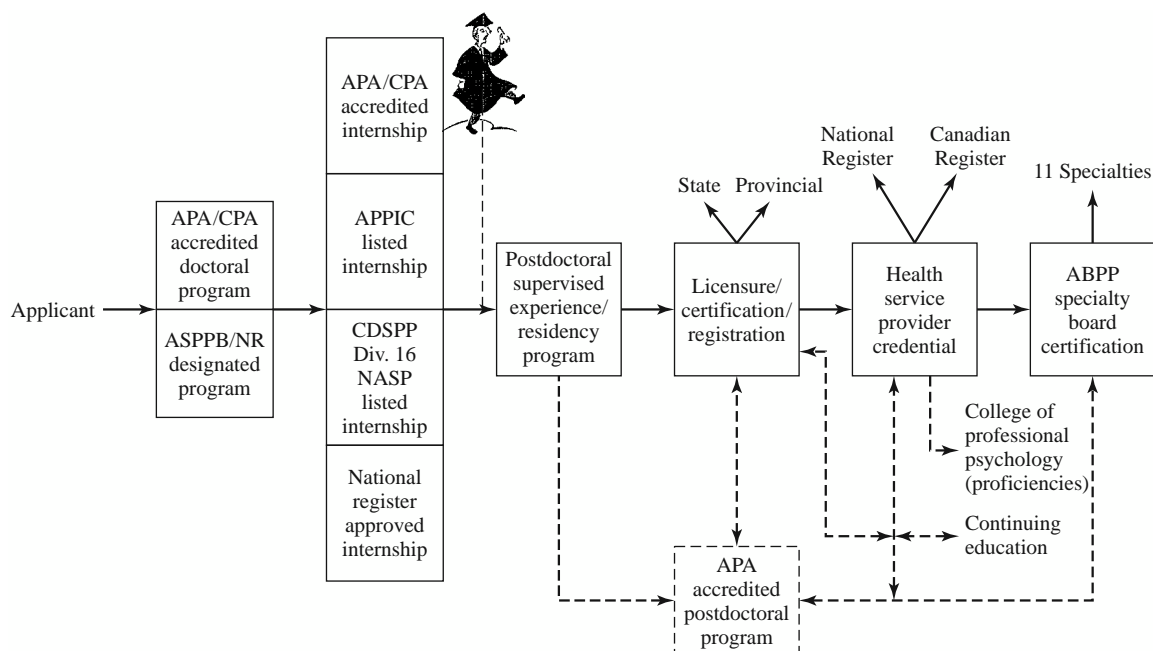 Applicant
APA/CPA
accredited
doctoral
program
ASPPB/NR
designated
program
APA/CPA
accredited
internship
APPIC
listed
internship
CDSPP
Div. 16
NASP
listed
internship
National
register
approved
internship
Postdoctoral
supervised
experience/
residency
program
State
Provincial
Licensure/
certification/
registration
National
Register
Canadian
Register
Health
service
provider
credential
11 Specialties
ABPP
specialty
board
certification
College of
professional
psychology
(proficiencies)
Continuing
education
APA
accredited
postdoctoral
program